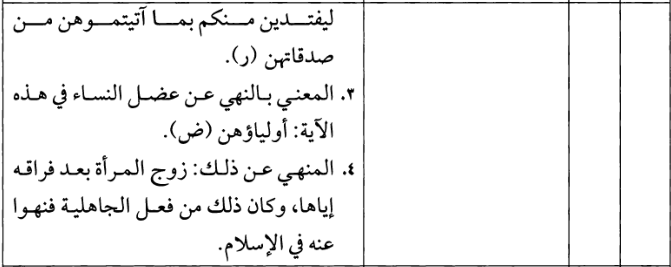 ليفتدين منكم بما آتيتموهن من
صدقاتهن (ر).
٣. المعني بالنهي عن عضل النساء في هذه
الآية: أولياؤهن (ض).
٤. المنهي عن ذلك: زوج المرأة بعد فراقه
إياها، وكان ذلك من فعل الجاهلية فنهوا
عنه في الإسلام.